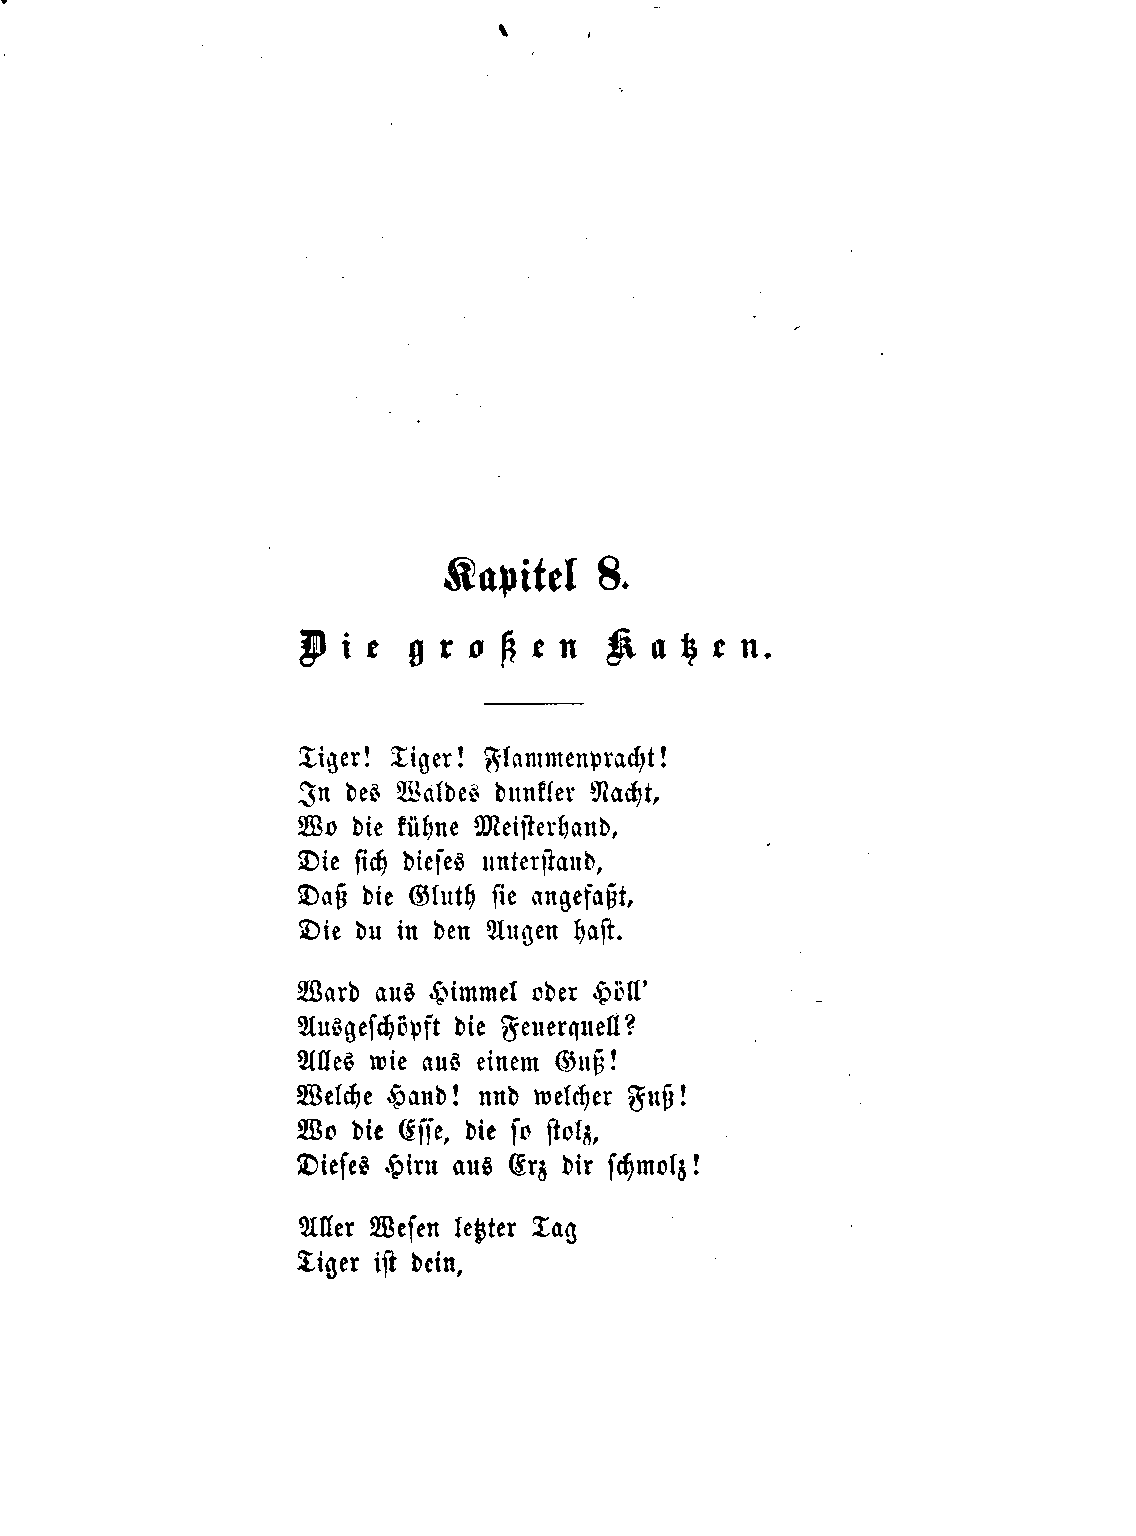 Kapitel 8.
Die großen Katzen.
Tiger! Tiger! Flammenpracht!
In des Waldes dunkler Nacht,
Wo die kühne Meiſterhand,
Die ſich dieſes unterſtand,
Daß die Gluth ſie angefaßt,
Die du in den Augen haſt.
Ward aus Himmel oder Höll'
Ausgeſchöpft die Feuerquell?
Alles wie aus einem Guß!
Welche Hand! nnd welcher Fuß!
Wo die Eſſe, die ſo ſtolz,
Dieſes Hirn aus Erz dir ſchmolz!
Aller Weſen letzter Tag
Tiger iſt dein,